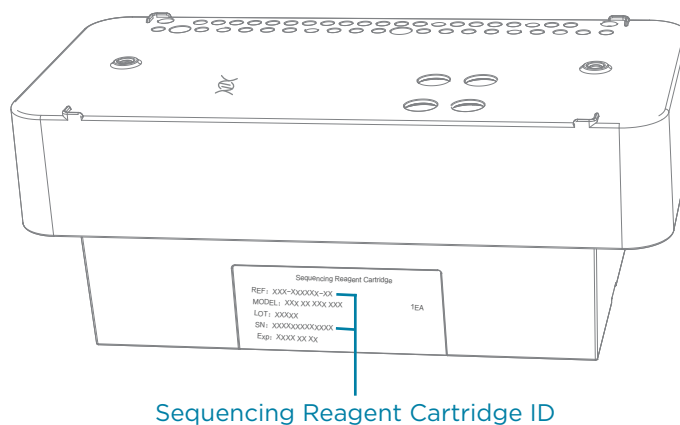 Sequencing Reagent Cartridge
REF: XXX-XXXXXX-XX
MODEL: XXX XX XXX XXX
1EA
LOT: XXXXX
SN: XXXXXXXXXXXXX
Exp: XXXX XX XX
Sequencing Reagent Cartridge ID